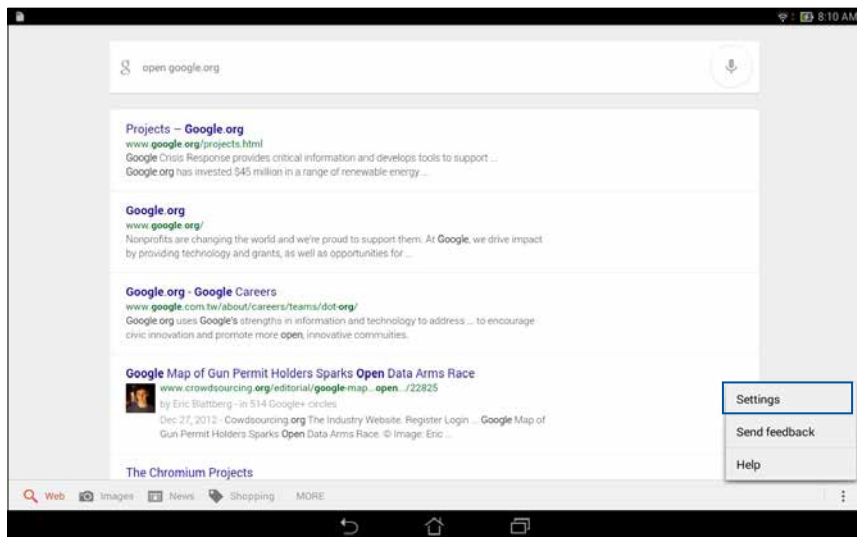 8:10 AM
g open google.org
Projects – Google.org
www.google.org/projects.html
Google Crisis Response provides critical information and develops tools to support ...
Google.org has invested $45 million in a range of renewable energy ...
Google.org
www.google.org/
Nonprofits are changing the world and we're proud to support them. At Google, we drive impact
by providing technology and grants, as well as opportunities for ...
Google.org - Google Careers
www.google.com.tw/about/careers/teams/dot-org/
Google.org uses Google's strengths in information and technology to address ... to encourage
civic innovation and promote more open, innovative commuities.
Google Map of Gun Permit Holders Sparks Open Data Arms Race
www.crowdsourcing.org/editorial/google-map...open.../22825
by Eric Blattberg - in 514 Google+ circles
Dec 27, 2012 - Cowdsourcing.org The Industry Website. Register Login ... Google Map of
Gun Permit Holders Sparks Open Data Arms Race. © Image: Eric ...
The Chromium Projects
Settings
Send feedback
Help
Web Images News Shopping MORE